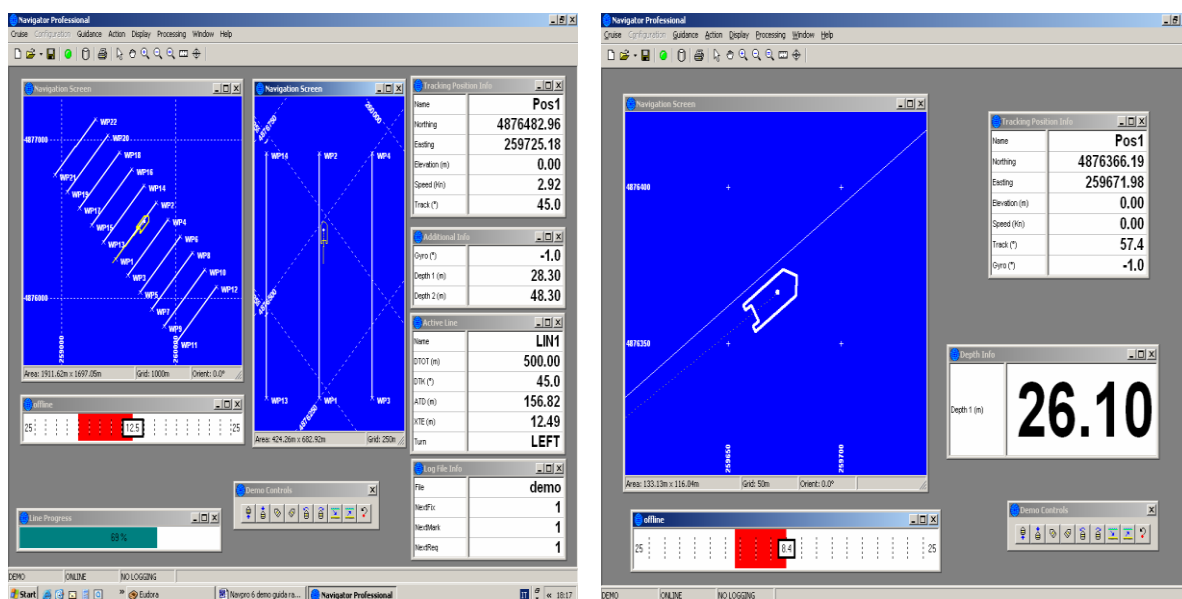 Navigator Professional
Cruise Configuration Guidance Action Display Processing Window Help
Navigation Screen
WP22
4877000
WP20
WP18
WP16
WP21
WP14
WP19
WP2
WP17
WP4
WP15
WP6
WP13
WP8
WP1
WP10
WP3
WP12
4876000
WP5
WP7
WP9
WP11
259000
260000
Area: 1911.62m x 1697.05m Grid: 1000m Orient: 0.0°
Navigation Screen
260000
4876750
WP14 WP2 WP4
4876500
WP13 WP1 WP3
4876250
Area: 424.26m x 682.92m Grid: 250m
Tracking Position Info
Name Pos1
Northing 4876482.96
Easting 259725.18
Elevation (m) 0.00
Speed (Kn) 2.92
Track (°) 45.0
Additional Info
Gyro (°) -1.0
Depth 1 (m) 28.30
Depth 2 (m) 48.30
Active Line
Name LIN1
DTOT (m) 500.00
DTK (°) 45.0
ATD (m) 156.82
XTE (m) 12.49
Turn LEFT
Log File Info
File demo
NextFix 1
NextMark 1
NextReq 1
offline
25 12.5 25
Demo Controls
Line Progress
69 %
DEMO ONLINE NO LOGGING
Start Eudora Navpro 6 demo guida ra... Navigator Professional IT 18:17
Navigator Professional
Cruise Configuration Guidance Action Display Processing Window Help
Navigation Screen
4876400
4876350
259650
259700
Area: 133.13m x 116.04m Grid: 50m Orient: 0.0°
Tracking Position Info
Name Pos1
Northing 4876366.19
Easting 259671.98
Elevation (m) 0.00
Speed (Kn) 0.00
Track (°) 57.4
Gyro (°) -1.0
Depth Info
Depth 1 (m) 26.10
offline
25 8.4 25
Demo Controls
DEMO ONLINE NO LOGGING